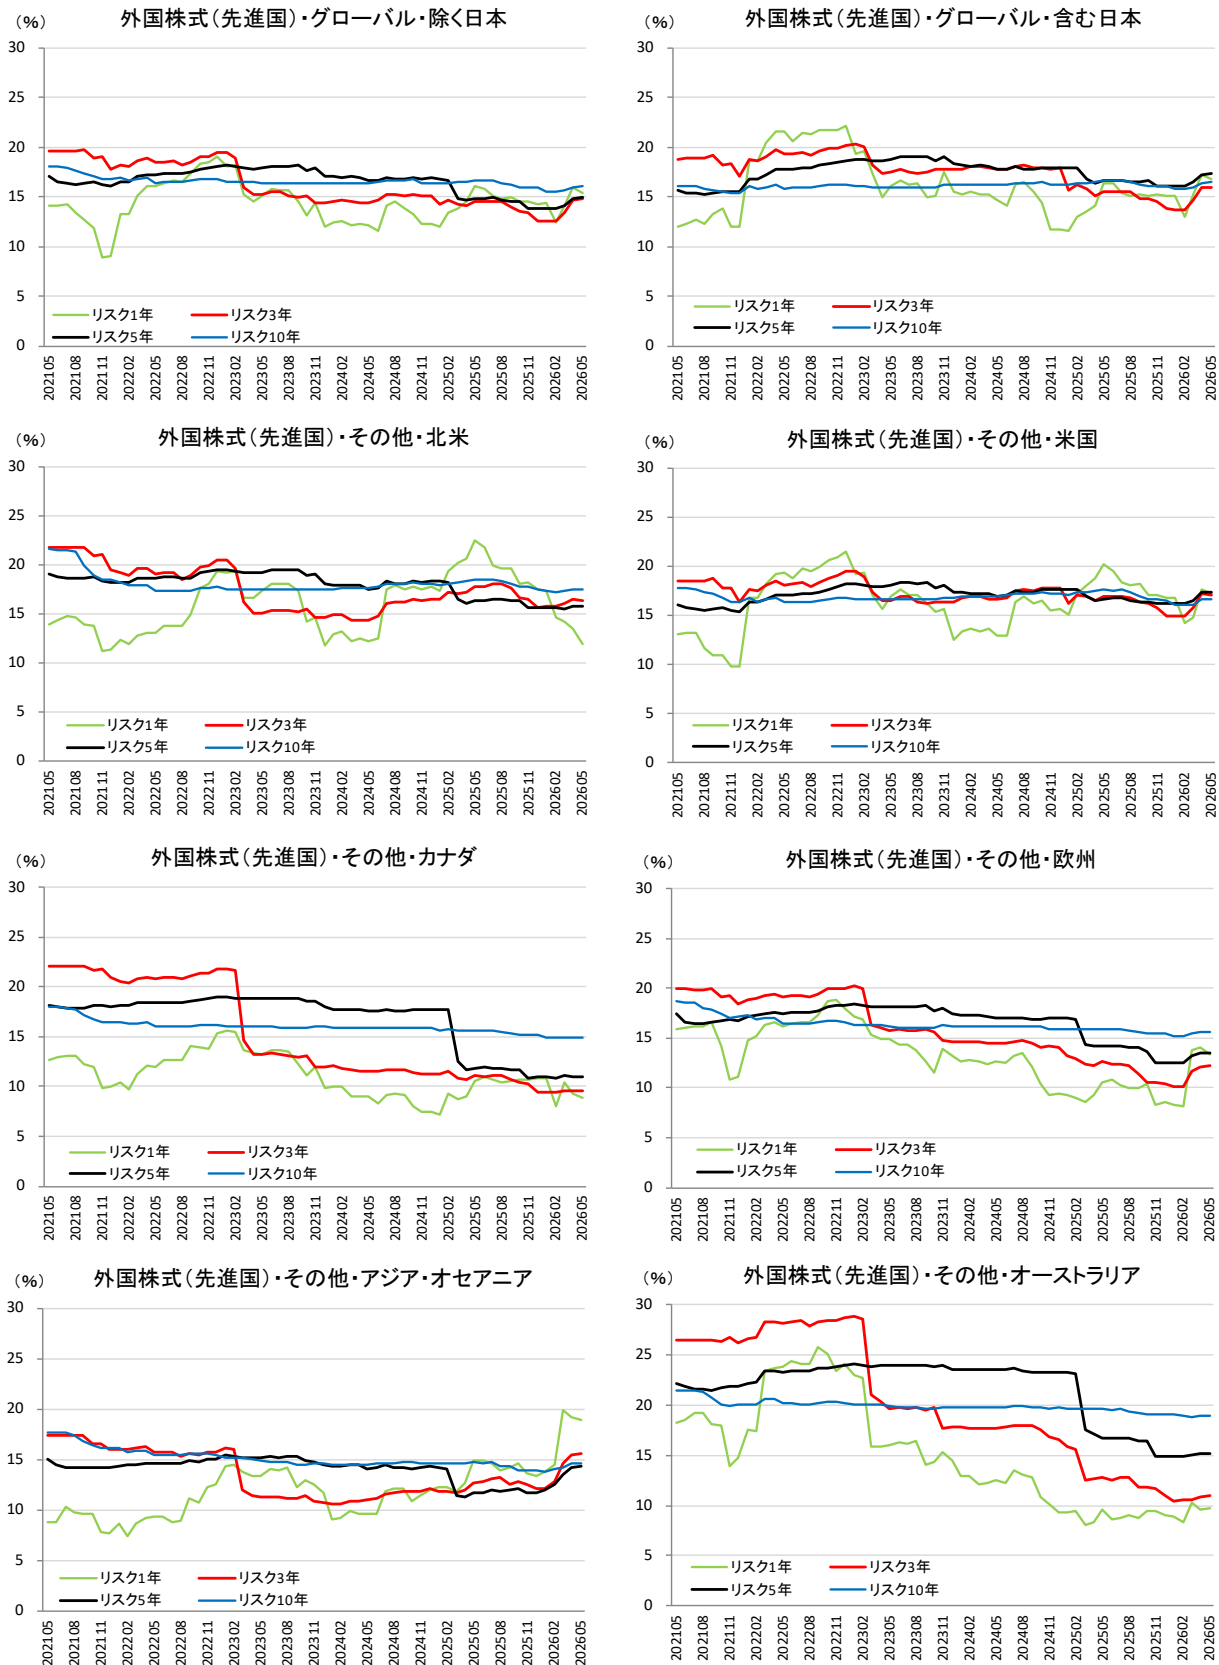 外国株式(先進国)・グローバル・除く日本
(%)
30
25
20
15
10
5
0
リスク1年 リスク3年
リスク5年 リスク10年
202105 202108 202111 202202 202205 202208 202211 202302 202305 202308 202311 202402 202405 202408 202411 202502 202505 202508 202511 202602 202605
外国株式(先進国)・グローバル・含む日本
(%)
30
25
20
15
10
5
0
リスク1年 リスク3年
リスク5年 リスク10年
202105 202108 202111 202202 202205 202208 202211 202302 202305 202308 202311 202402 202405 202408 202411 202502 202505 202508 202511 202602 202605
外国株式(先進国)・その他・北米
(%)
30
25
20
15
10
5
0
リスク1年 リスク3年
リスク5年 リスク10年
202105 202108 202111 202202 202205 202208 202211 202302 202305 202308 202311 202402 202405 202408 202411 202502 202505 202508 202511 202602 202605
外国株式(先進国)・その他・米国
(%)
30
25
20
15
10
5
0
リスク1年 リスク3年
リスク5年 リスク10年
202105 202108 202111 202202 202205 202208 202211 202302 202305 202308 202311 202402 202405 202408 202411 202502 202505 202508 202511 202602 202605
外国株式(先進国)・その他・カナダ
(%)
30
25
20
15
10
5
0
リスク1年 リスク3年
リスク5年 リスク10年
202105 202108 202111 202202 202205 202208 202211 202302 202305 202308 202311 202402 202405 202408 202411 202502 202505 202508 202511 202602 202605
外国株式(先進国)・その他・欧州
(%)
30
25
20
15
10
5
0
リスク1年 リスク3年
リスク5年 リスク10年
202105 202108 202111 202202 202205 202208 202211 202302 202305 202308 202311 202402 202405 202408 202411 202502 202505 202508 202511 202602 202605
外国株式(先進国)・その他・アジア・オセアニア
(%)
30
25
20
15
10
5
0
リスク1年 リスク3年
リスク5年 リスク10年
202105 202108 202111 202202 202205 202208 202211 202302 202305 202308 202311 202402 202405 202408 202411 202502 202505 202508 202511 202602 202605
外国株式(先進国)・その他・オーストラリア
(%)
30
25
20
15
10
5
0
リスク1年 リスク3年
リスク5年 リスク10年
202105 202108 202111 202202 202205 202208 202211 202302 202305 202308 202311 202402 202405 202408 202411 202502 202505 202508 202511 202602 202605